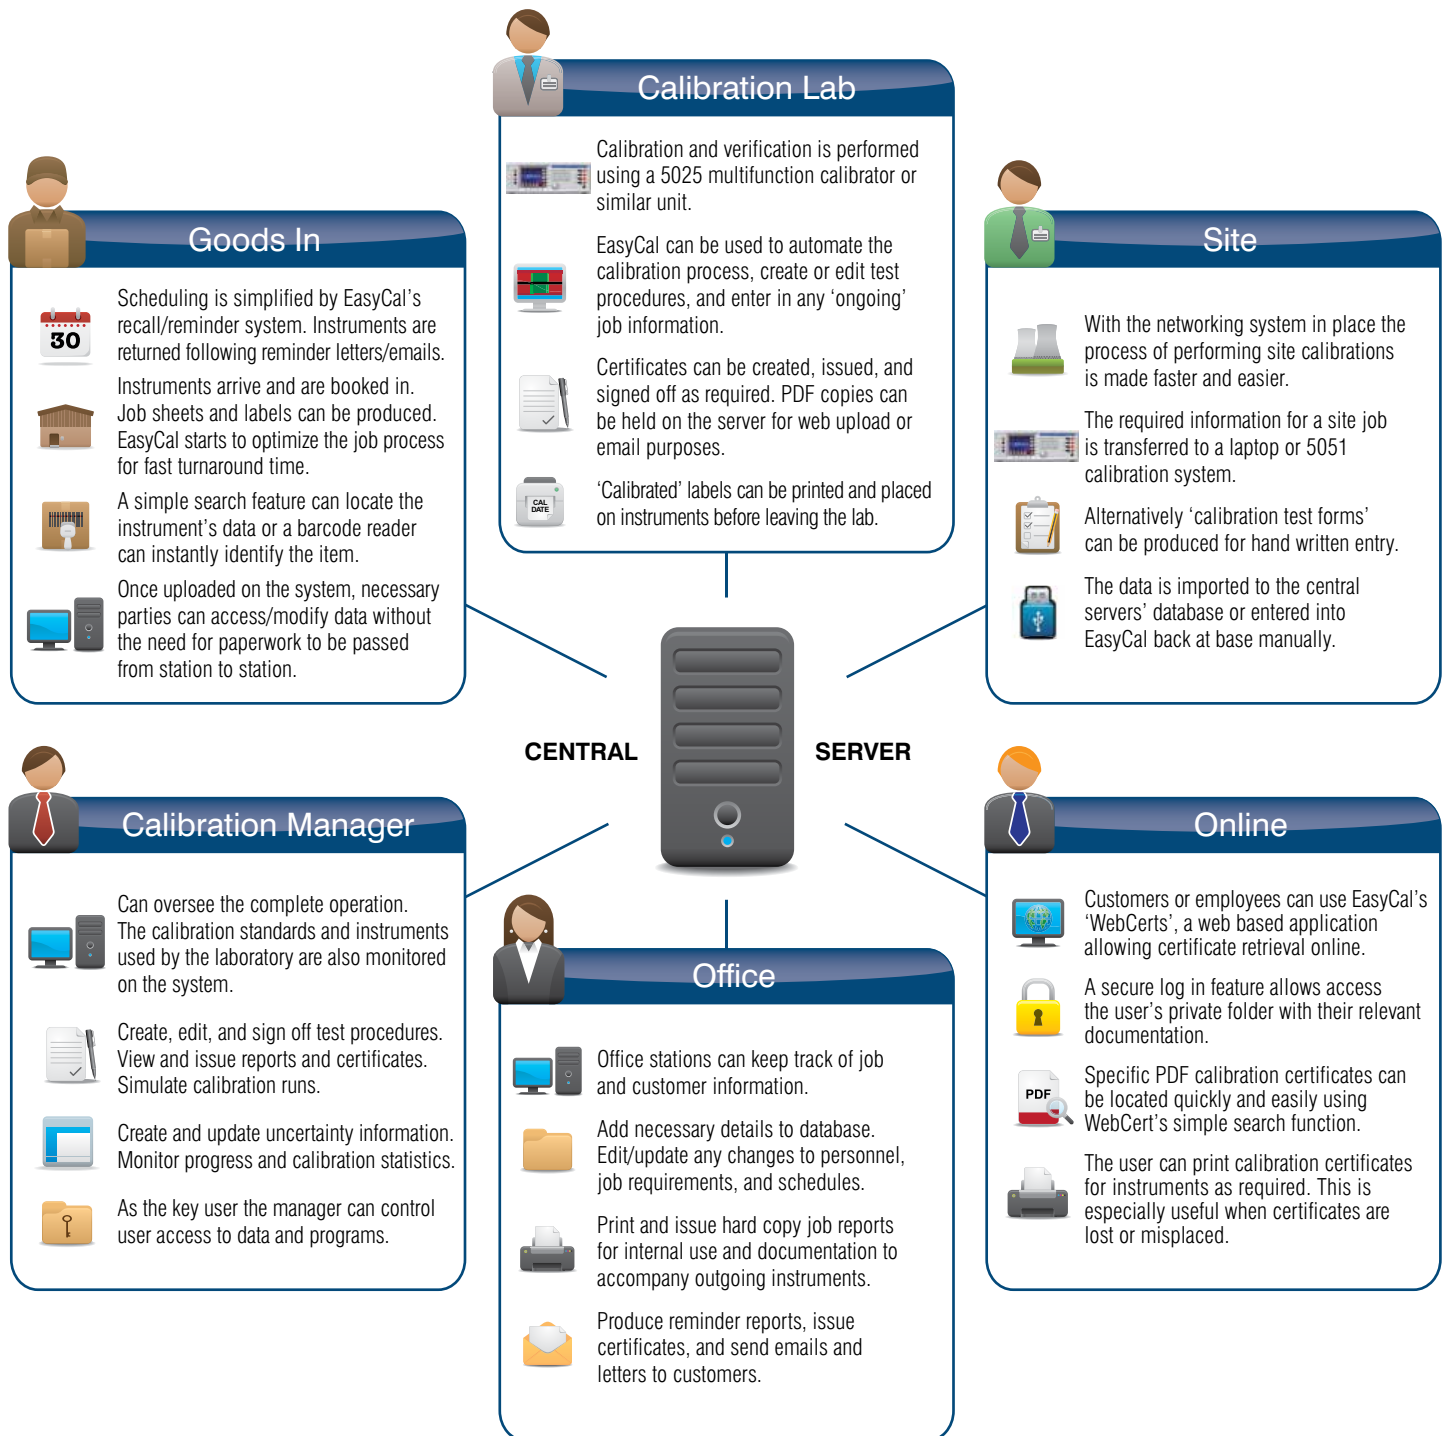 Calibration Lab
Calibration and verification is performed
using a 5025 multifunction calibrator or
similar unit.
EasyCal can be used to automate the
calibration process, create or edit test
procedures, and enter in any ‘ongoing’
job information.
Certificates can be created, issued, and
signed off as required. PDF copies can
be held on the server for web upload or
email purposes.
CAL
DATE
‘Calibrated’ labels can be printed and placed
on instruments before leaving the lab.
Goods In
30
Scheduling is simplified by EasyCal’s
recall/reminder system. Instruments are
returned following reminder letters/emails.
Instruments arrive and are booked in.
Job sheets and labels can be produced.
EasyCal starts to optimize the job process
for fast turnaround time.
A simple search feature can locate the
instrument’s data or a barcode reader
can instantly identify the item.
Once uploaded on the system, necessary
parties can access/modify data without
the need for paperwork to be passed
from station to station.
Site
With the networking system in place the
process of performing site calibrations
is made faster and easier.
The required information for a site job
is transferred to a laptop or 5051
calibration system.
Alternatively ‘calibration test forms’
can be produced for hand written entry.
The data is imported to the central
servers’ database or entered into
EasyCal back at base manually.
CENTRAL SERVER
Calibration Manager
Can oversee the complete operation.
The calibration standards and instruments
used by the laboratory are also monitored
on the system.
Create, edit, and sign off test procedures.
View and issue reports and certificates.
Simulate calibration runs.
Create and update uncertainty information.
Monitor progress and calibration statistics.
As the key user the manager can control
user access to data and programs.
Office
Office stations can keep track of job
and customer information.
Add necessary details to database.
Edit/update any changes to personnel,
job requirements, and schedules.
Print and issue hard copy job reports
for internal use and documentation to
accompany outgoing instruments.
Produce reminder reports, issue
certificates, and send emails and
letters to customers.
Online
Customers or employees can use EasyCal’s
‘WebCerts’, a web based application
allowing certificate retrieval online.
A secure log in feature allows access
the user’s private folder with their relevant
documentation.
PDF
Specific PDF calibration certificates can
be located quickly and easily using
WebCert’s simple search function.
The user can print calibration certificates
for instruments as required. This is
especially useful when certificates are
lost or misplaced.